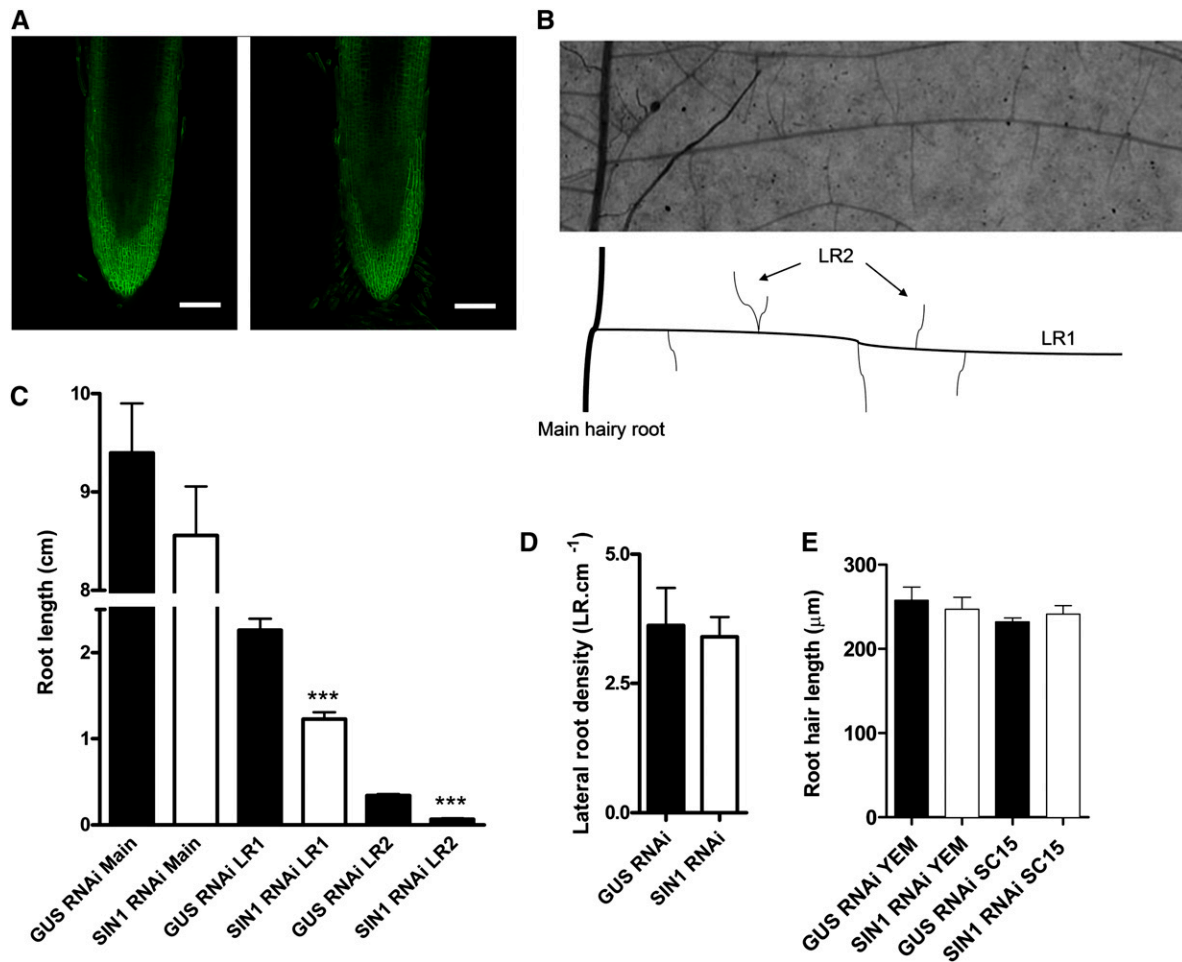 A
B
LR2
LR1
Main hairy root
C
Root length (cm)
10
9
8
2
1
0
***
***
GUS RNAi Main
SIN1 RNAi Main
GUS RNAi LR1
SIN1 RNAi LR1
GUS RNAi LR2
SIN1 RNAi LR2
D
Lateral root density (LR.cm -1)
5.0
2.5
0.0
GUS RNAi
SIN1 RNAi
E
Root hair length (μm)
300
200
100
0
GUS RNAi YEM
SIN1 RNAi YEM
GUS RNAi SC15
SIN1 RNAi SC15